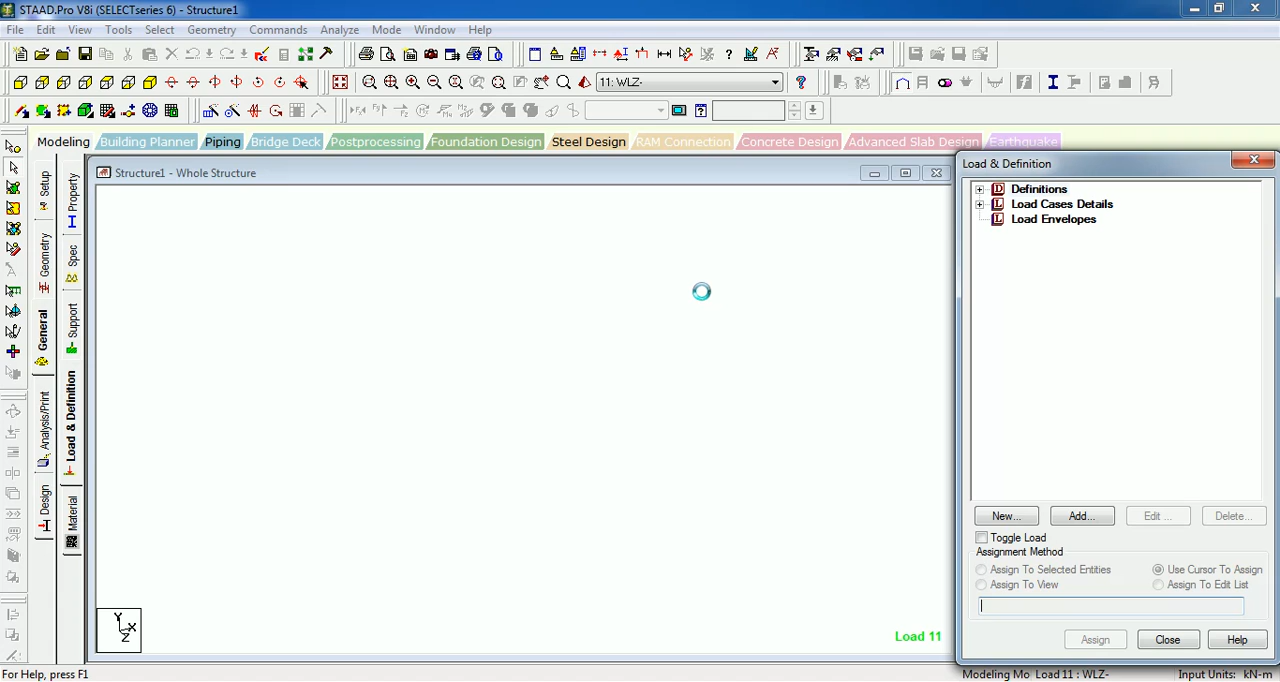 STAAD.Pro V8i (SELECTseries 6) - Structure1
File Edit View Tools Select Geometry Commands Analyze Mode Window Help
11: WLZ-
Modeling Building Planner Piping Bridge Deck Postprocessing Foundation Design Steel Design RAM Connection Concrete Design Advanced Slab Design Earthquake
Setup
Geometry
General
Analysis/Print
Design
Property
Spec
Support
Load & Definition
Material
Structure1 - Whole Structure
Y
X
Z
Load 11
Load & Definition
Definitions
Load Cases Details
Load Envelopes
New... Add... Edit ... Delete...
Toggle Load
Assignment Method
Assign To Selected Entities Use Cursor To Assign
Assign To View Assign To Edit List
Assign Close Help
For Help, press F1 Modeling Mo Load 11 : WLZ- Input Units: kN-m